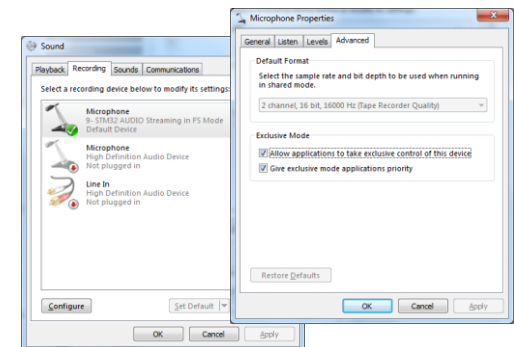 Sound
Playback Recording Sounds Communications
Select a recording device below to modify its settings:
Microphone
9- STM32 AUDIO Streaming in FS Mode
Default Device
Microphone
High Definition Audio Device
Not plugged in
Line In
High Definition Audio Device
Not plugged in
Configure
Set Default
OK Cancel Apply
Microphone Properties
General Listen Levels Advanced
Default Format
Select the sample rate and bit depth to be used when running
in shared mode.
2 channel, 16 bit, 16000 Hz (Tape Recorder Quality)
Exclusive Mode
Allow applications to take exclusive control of this device
Give exclusive mode applications priority
Restore Defaults
OK Cancel Apply